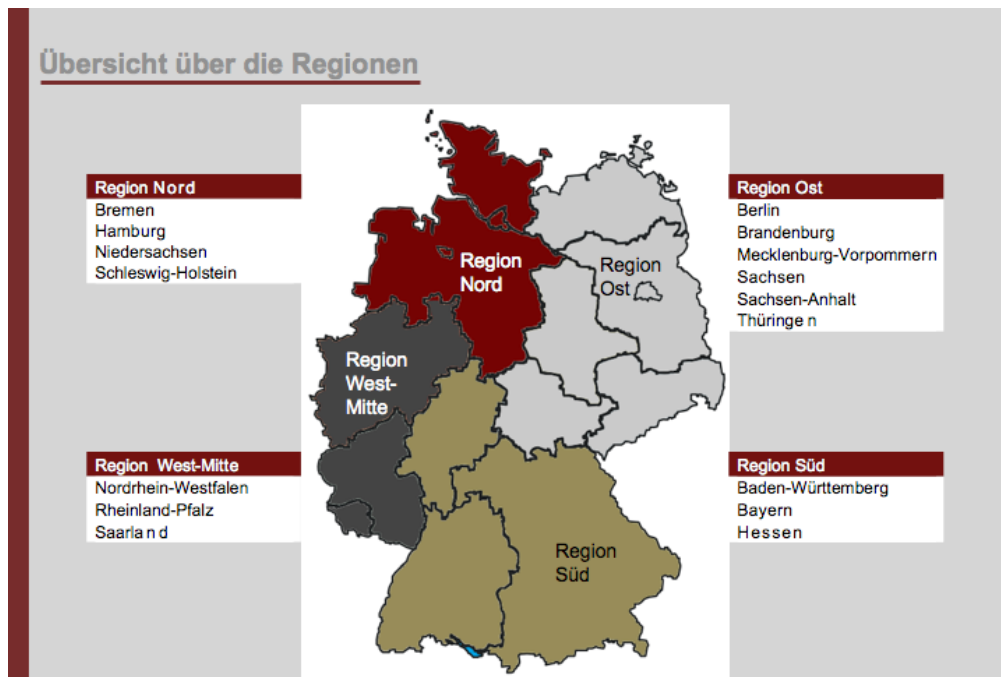 Übersicht über die Regionen
Region Nord
Bremen
Hamburg
Niedersachsen
Schleswig-Holstein
Region Ost
Berlin
Brandenburg
Mecklenburg-Vorpommern
Sachsen
Sachsen-Anhalt
Thüringen
Region
Nord
Region
Ost
Region
West-
Mitte
Region West-Mitte
Nordrhein-Westfalen
Rheinland-Pfalz
Saarland
Region Süd
Baden-Württemberg
Bayern
Hessen
Region
Süd